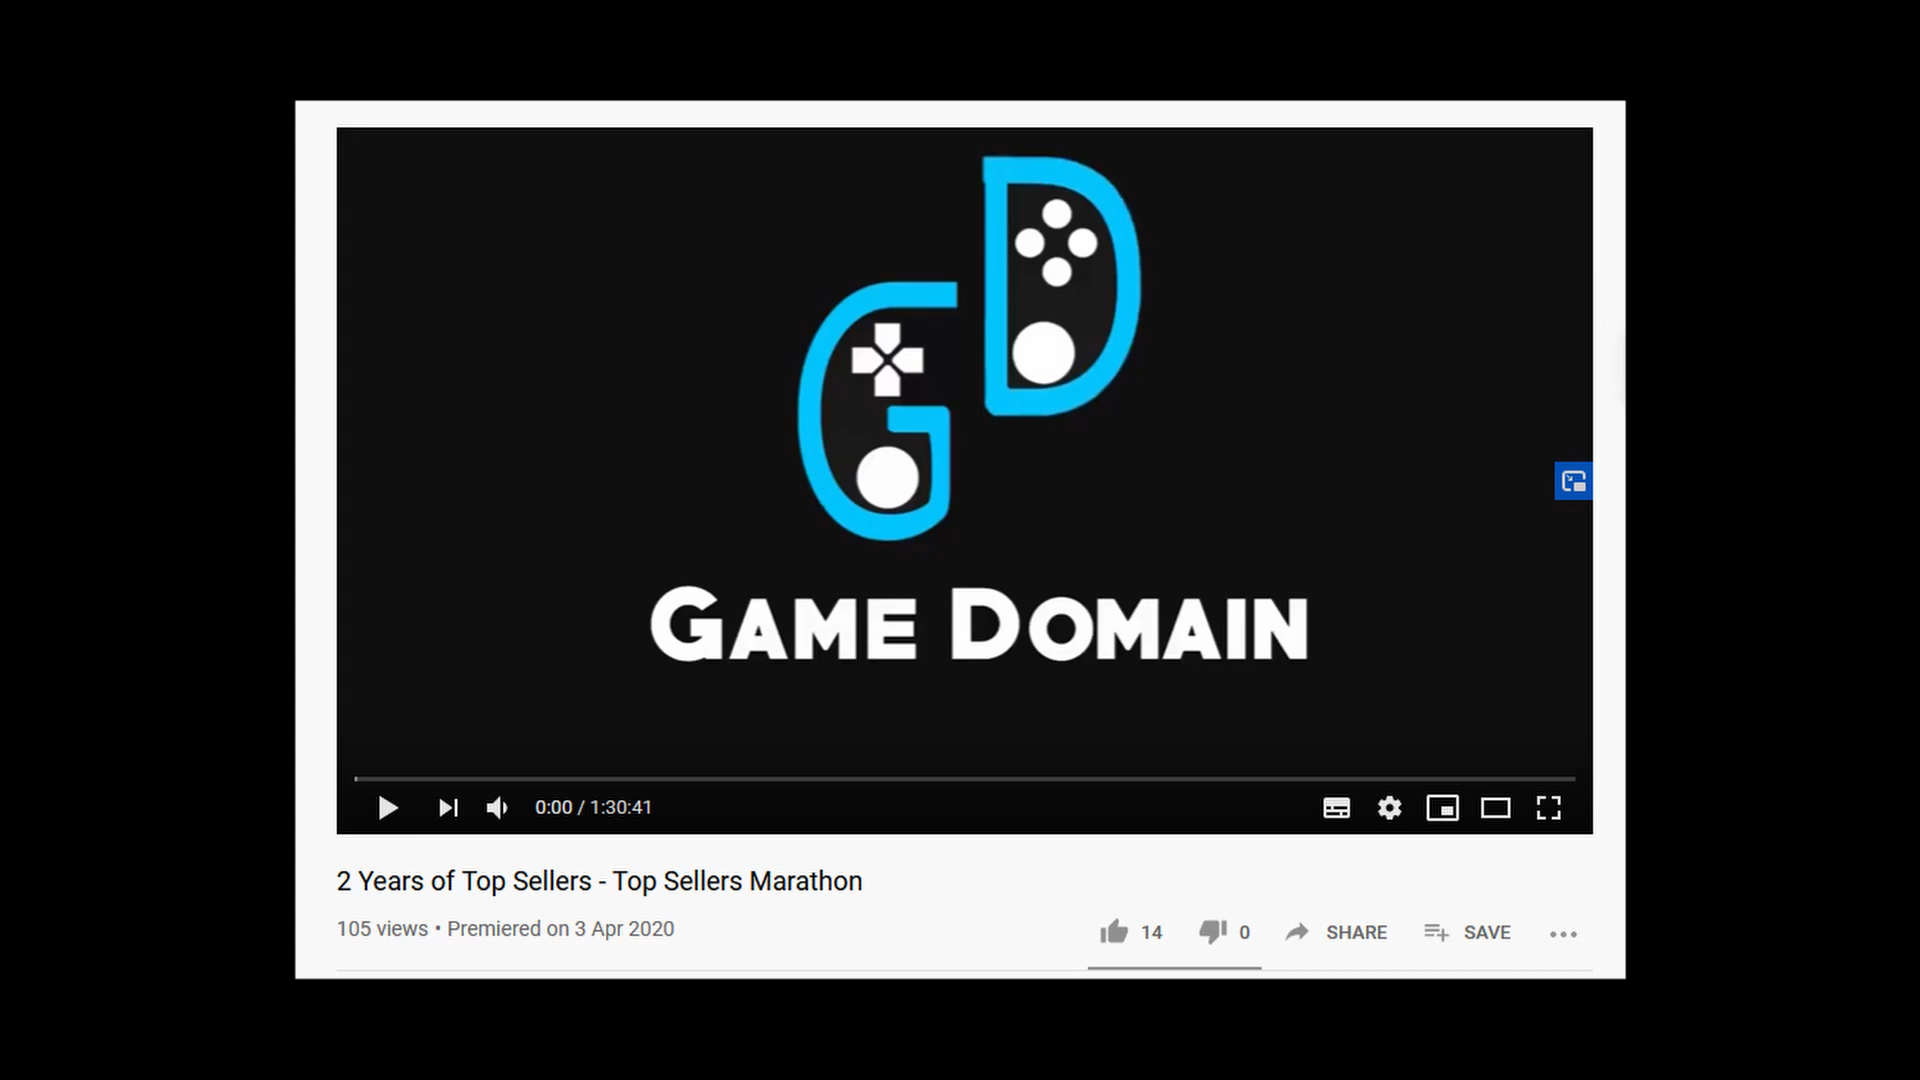 GD
GAME DOMAIN
0:00 / 1:30:41
2 Years of Top Sellers - Top Sellers Marathon
105 views • Premiered on 3 Apr 2020
14
0
SHARE
SAVE